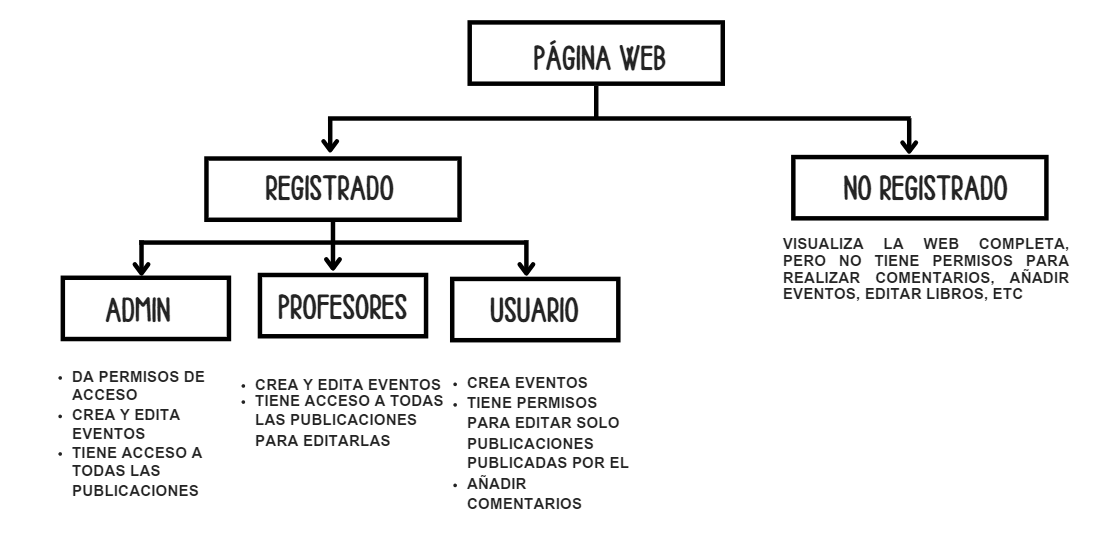 PÁGINA WEB
REGISTRADO
NO REGISTRADO
VISUALIZA LA WEB COMPLETA,
PERO NO TIENE PERMISOS PARA
REALIZAR COMENTARIOS, AÑADIR
EVENTOS, EDITAR LIBROS, ETC
ADMIN
PROFESORES
USUARIO
• DA PERMISOS DE
ACCESO
• CREA Y EDITA
EVENTOS
• TIENE ACCESO A
TODAS LAS
PUBLICACIONES
• CREA Y EDITA EVENTOS
• TIENE ACCESO A TODAS
LAS PUBLICACIONES
PARA EDITARLAS
• CREA EVENTOS
• TIENE PERMISOS
PARA EDITAR SOLO
PUBLICACIONES
PUBLICADAS POR EL
• AÑADIR
COMENTARIOS